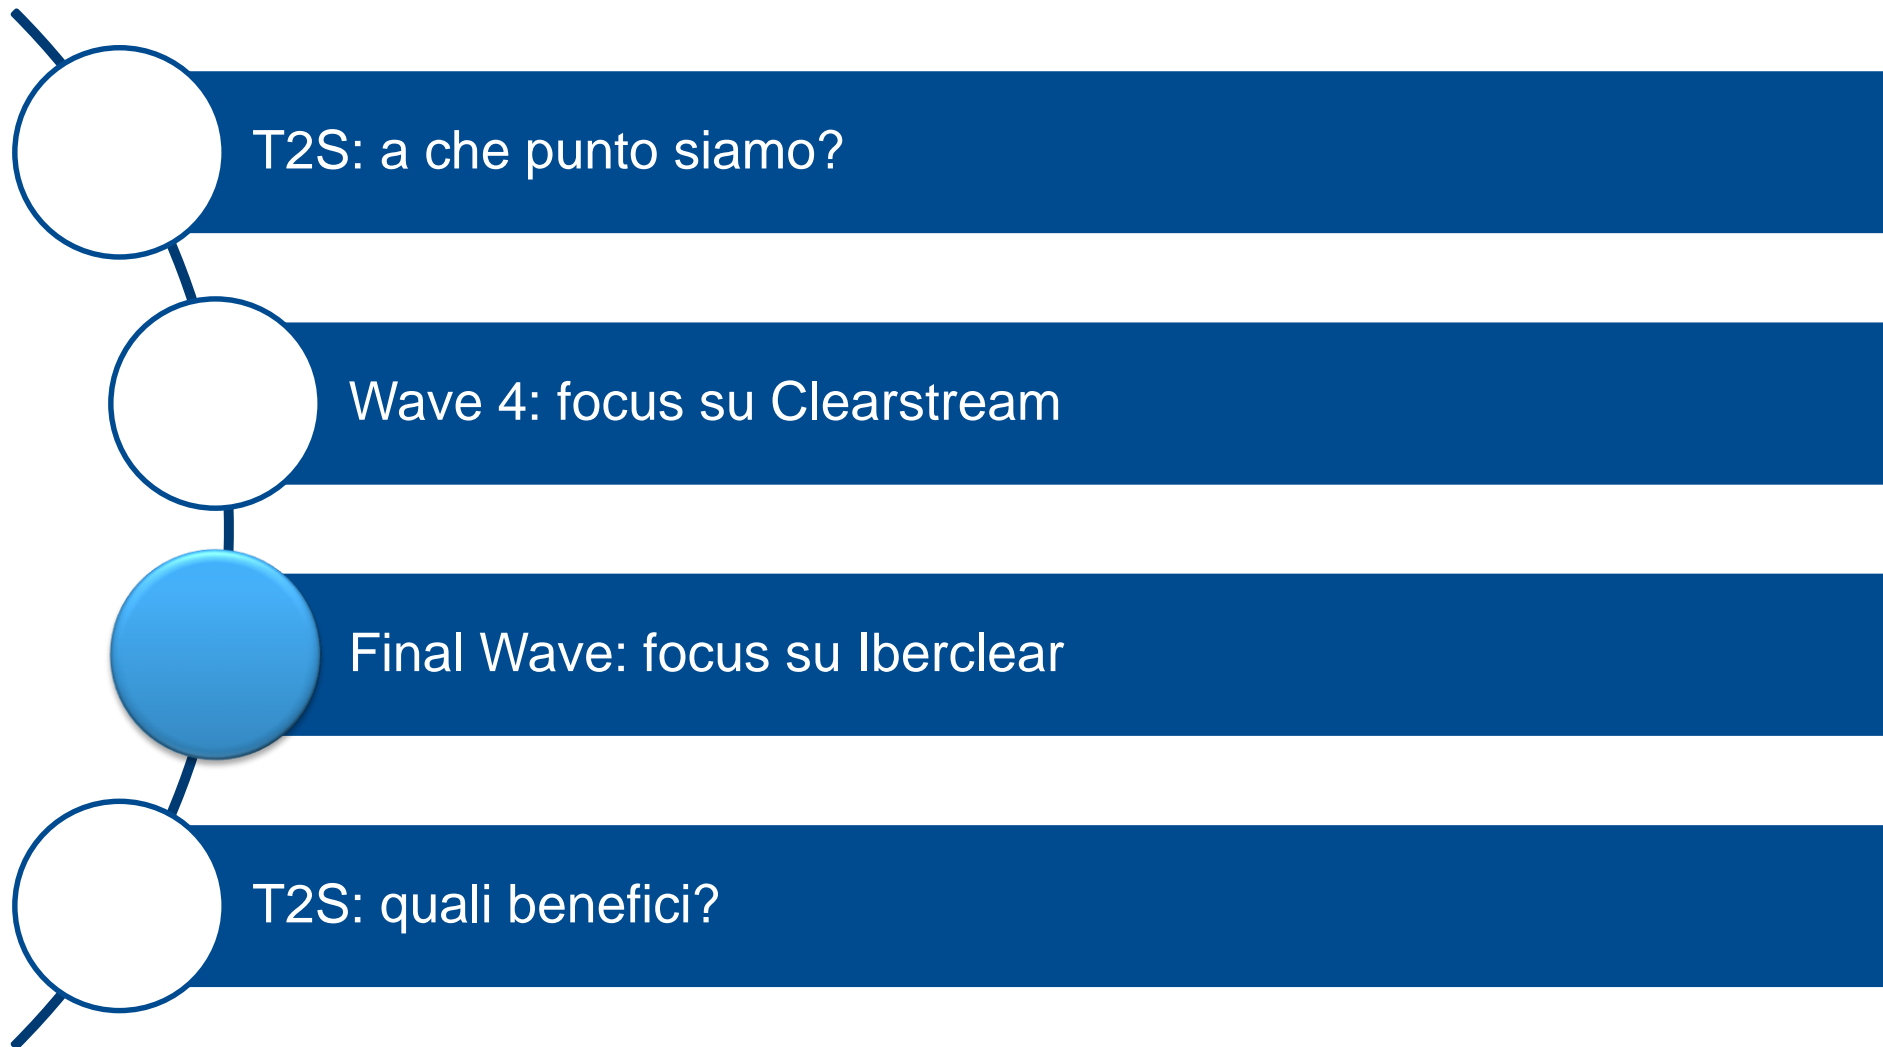 T2S: a che punto siamo?
Wave 4: focus su Clearstream
Final Wave: focus su Iberclear
T2S: quali benefici?